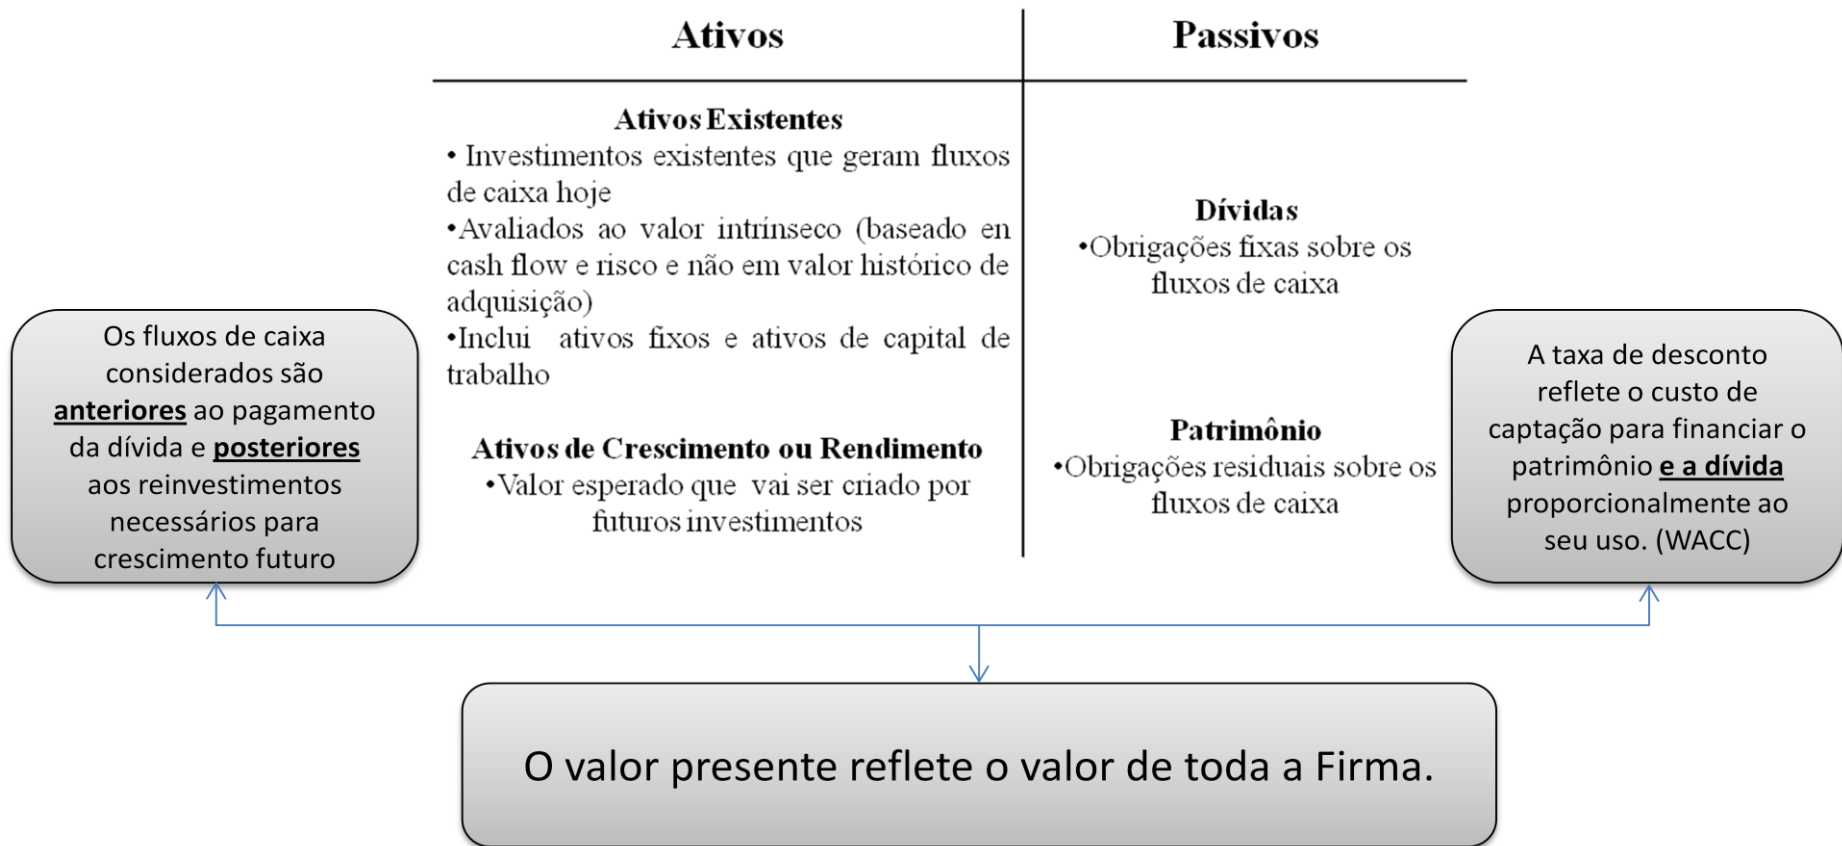 Ativos
Passivos
Ativos Existentes
• Investimentos existentes que geram fluxos
de caixa hoje
•Avaliados ao valor intrínseco (baseado en
cash flow e risco e não em valor histórico de
adquisição)
•Inclui ativos fixos e ativos de capital de
trabalho
Ativos de Crescimento ou Rendimento
•Valor esperado que vai ser criado por
futuros investimentos
Dívidas
•Obrigações fixas sobre os
fluxos de caixa
Patrimônio
•Obrigações residuais sobre os
fluxos de caixa
Os fluxos de caixa
considerados são
anteriores ao pagamento
da dívida e posteriores
aos reinvestimentos
necessários para
crescimento futuro
A taxa de desconto
reflete o custo de
captação para financiar o
patrimônio e a dívida
proporcionalmente ao
seu uso. (WACC)
O valor presente reflete o valor de toda a Firma.